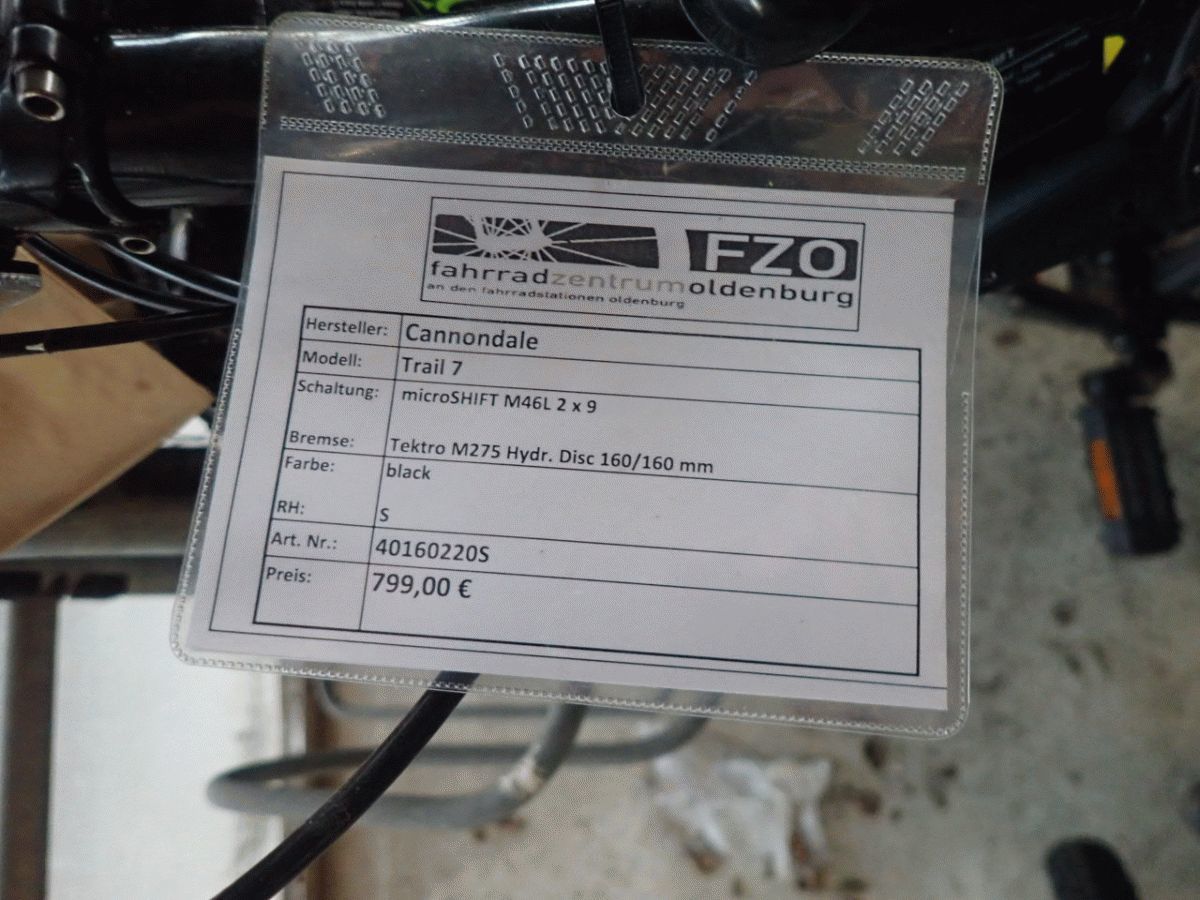 FZO
fahrradzentrumoldenburg
an den fahrradstationen oldenburg
Hersteller: Cannondale
Modell: Trail 7
Schaltung: microSHIFT M46L 2 x 9
Bremse: Tektro M275 Hydr. Disc 160/160 mm
Farbe: black
RH: S
Art. Nr.: 40160220S
Preis: 799,00 €